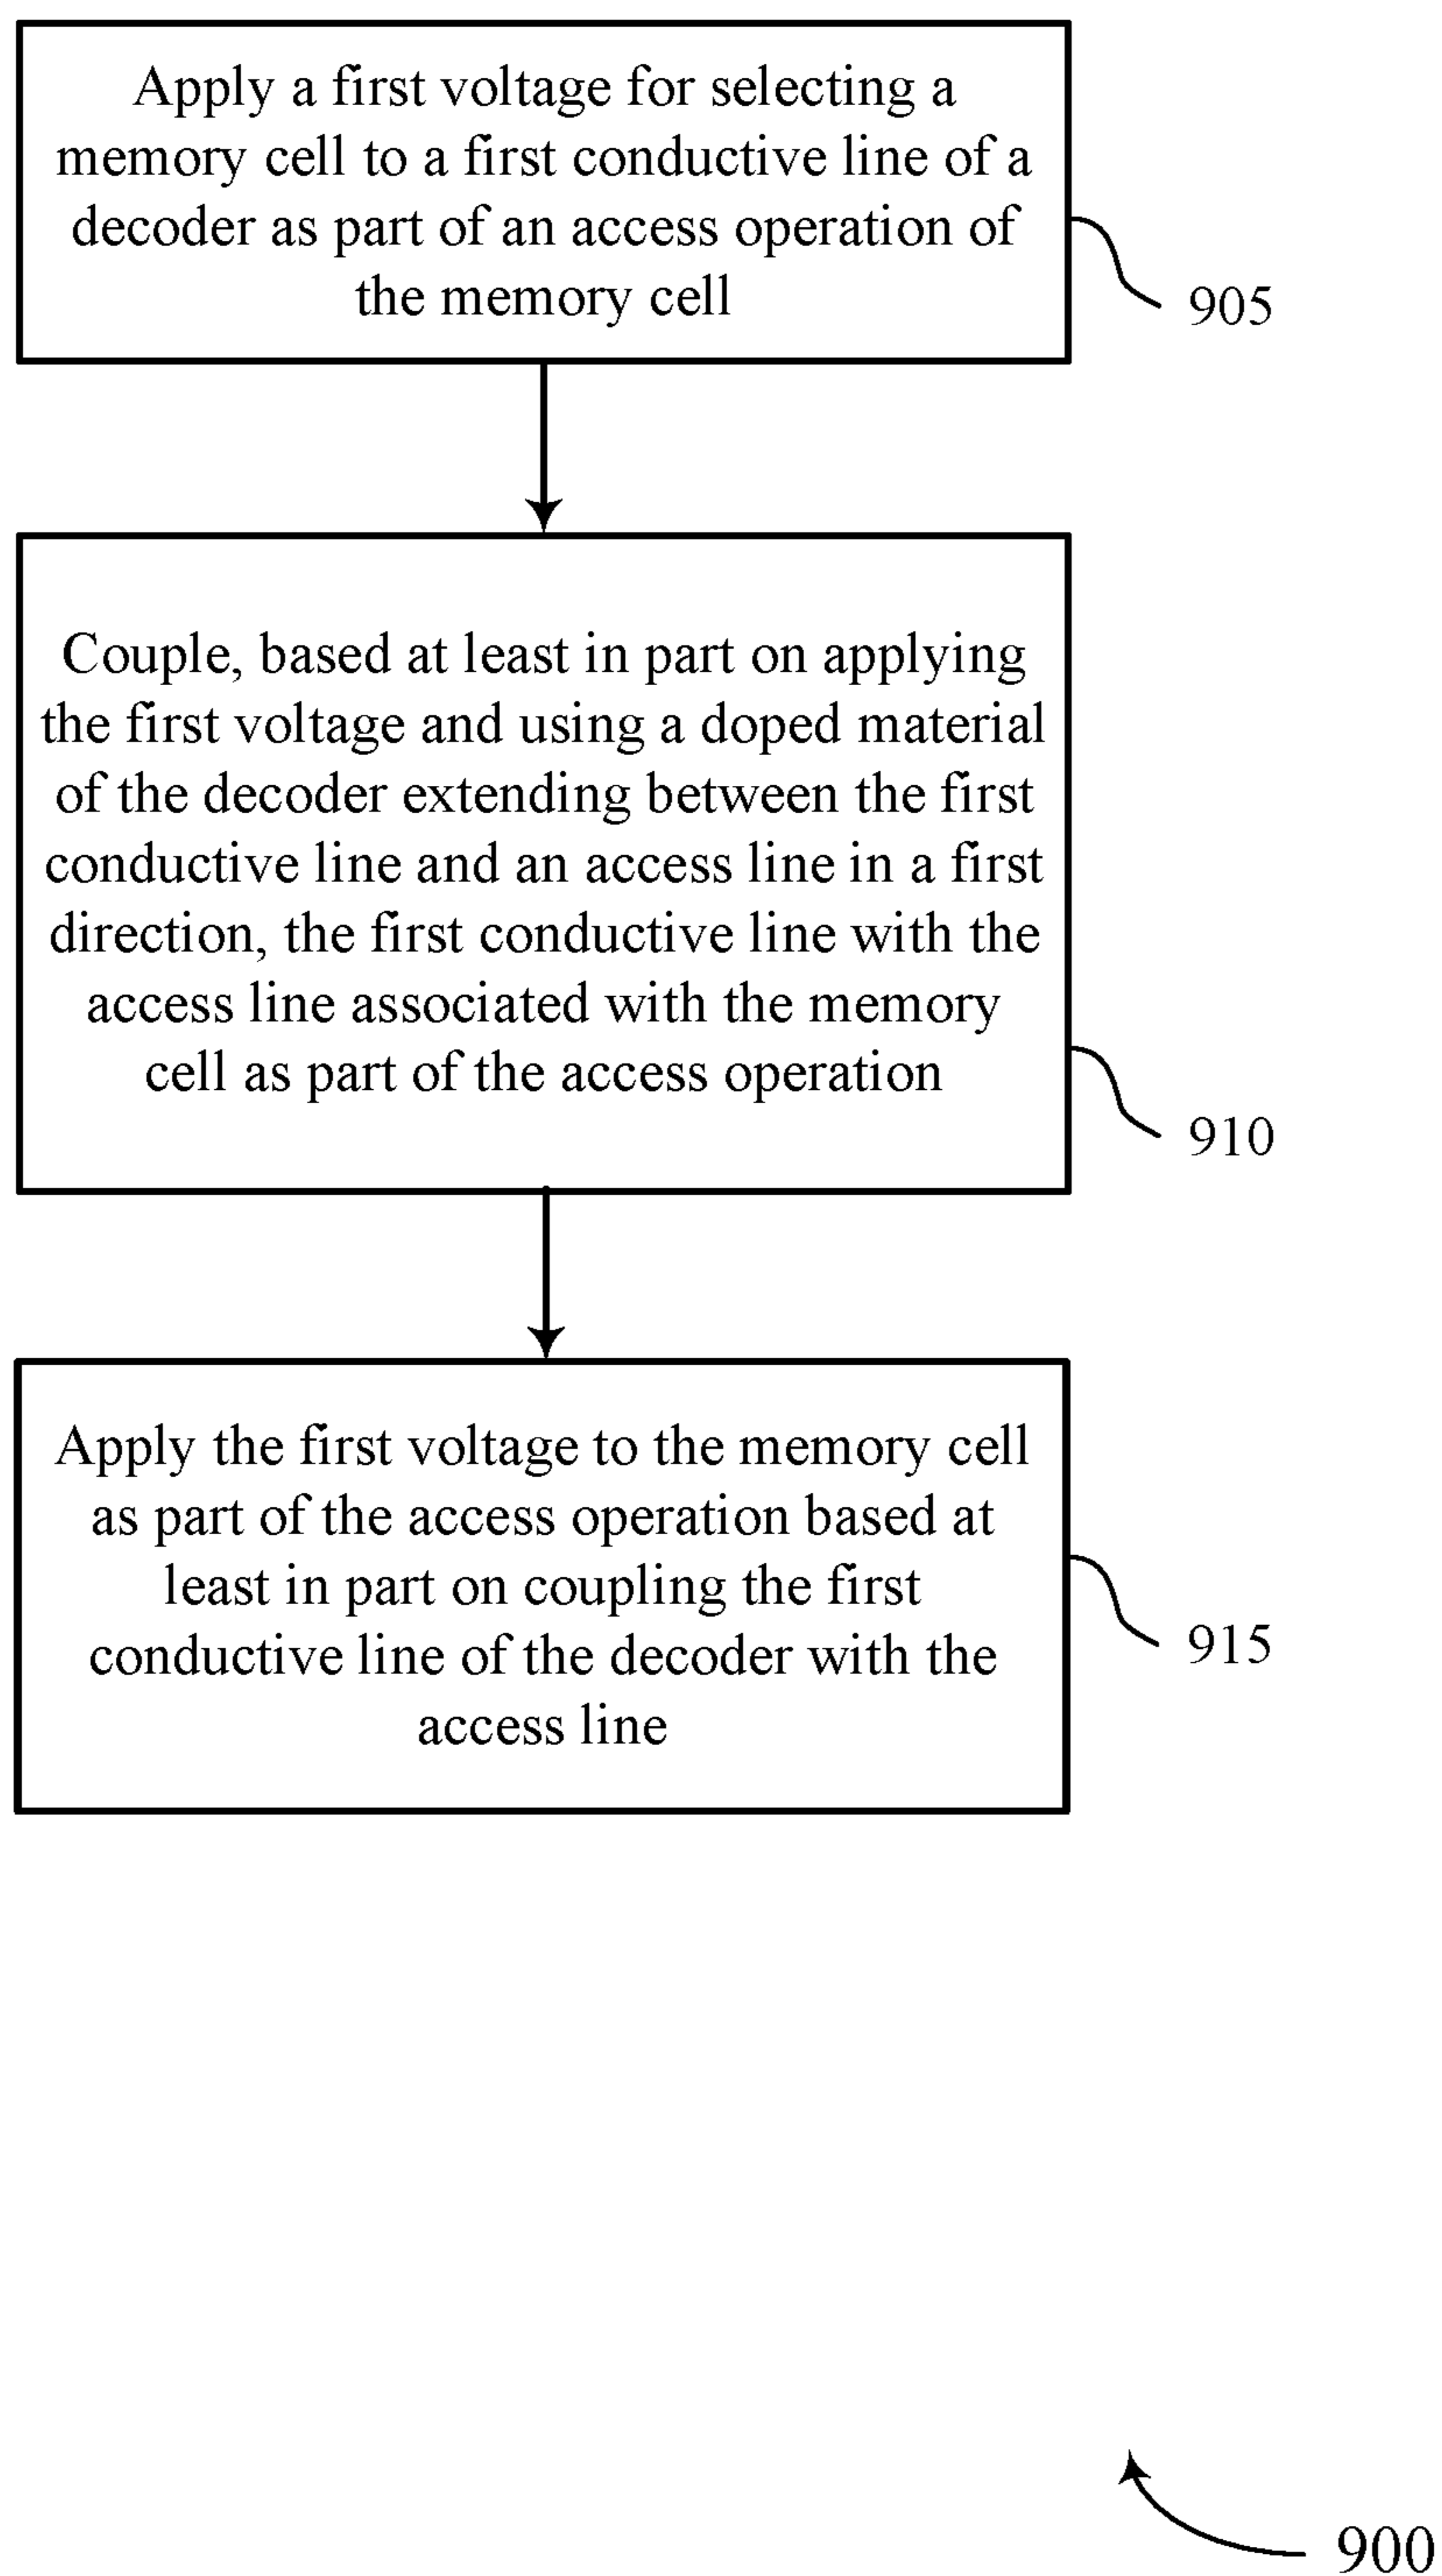 Apply a first voltage for selecting a
memory cell to a first conductive line of a
decoder as part of an access operation of
the memory cell
905
Couple, based at least in part on applying
the first voltage and using a doped material
of the decoder extending between the first
conductive line and an access line in a first
direction, the first conductive line with the
access line associated with the memory
cell as part of the access operation
910
Apply the first voltage to the memory cell
as part of the access operation based at
least in part on coupling the first
conductive line of the decoder with the
access line
915
900